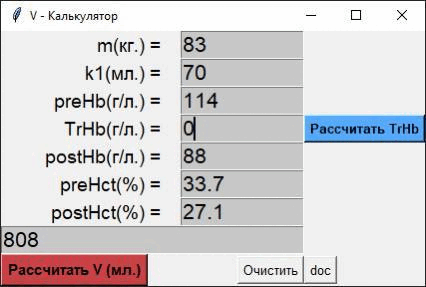 V - Калькулятор
m(кг.) = 83
k1(мл.) = 70
preHb(г/л.) = 114
TrHb(г/л.) = 0 Рассчитать TrHb
postHb(г/л.) = 88
preHct(%) = 33.7
postHct(%) = 27.1
808
Рассчитать V (мл.) Очистить doc